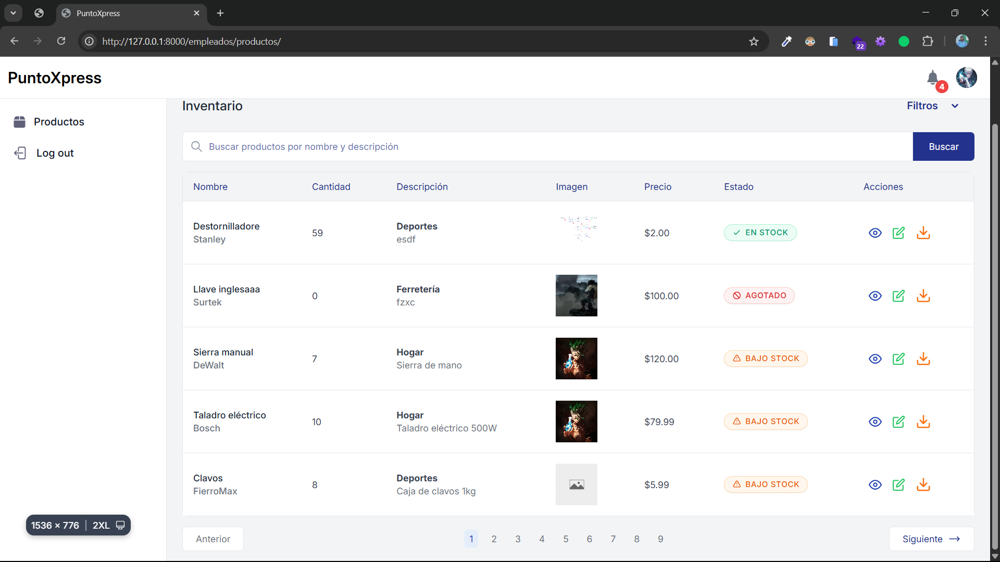 PuntoXpress
http://127.0.0.1:8000/empleados/productos/
22
PuntoXpress
4
Productos
Log out
Inventario
Filtros
Buscar productos por nombre y descripción
Buscar
Nombre Cantidad Descripción Imagen Precio Estado Acciones
Destornilladore
Stanley
59
Deportes
esdf
$2.00
EN STOCK
Llave inglesaaa
Surtek
0
Ferretería
fzxc
$100.00
AGOTADO
Sierra manual
DeWalt
7
Hogar
Sierra de mano
$120.00
BAJO STOCK
Taladro eléctrico
Bosch
10
Hogar
Taladro eléctrico 500W
$79.99
BAJO STOCK
Clavos
FierroMax
8
Deportes
Caja de clavos 1kg
$5.99
BAJO STOCK
1536 × 776 | 2XL
Anterior
1 2 3 4 5 6 7 8 9
Siguiente →